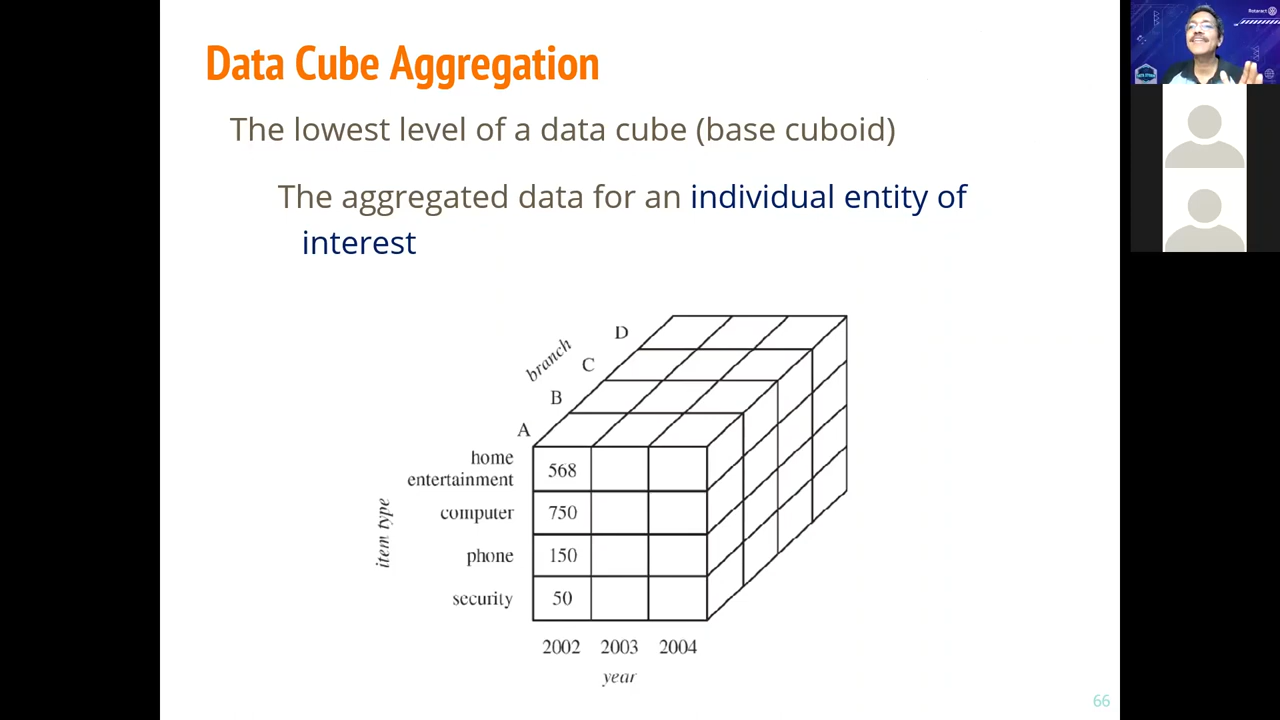 Data Cube Aggregation
Rotaract
The lowest level of a data cube (base cuboid)
The aggregated data for an individual entity of
interest
branch
D
C
B
A
home
entertainment
568
computer
750
phone
150
security
50
item type
2002 2003 2004
year
66